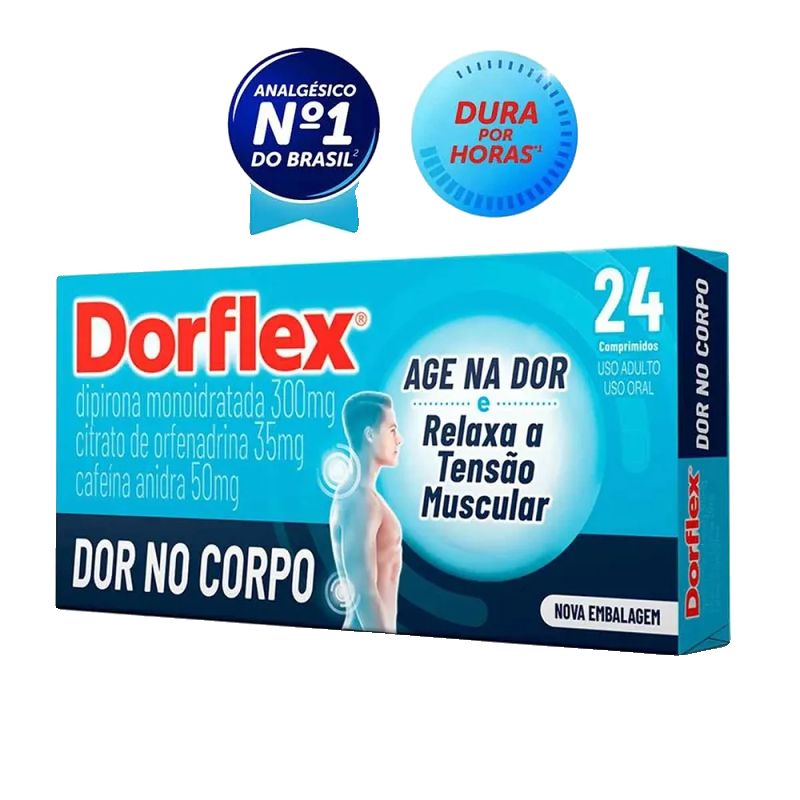 ANALGÉSICO
Nº1
DO BRASIL²
DURA
POR
HORAS*¹
Dorflex®
dipirona monoidratada 300mg
citrato de orfenadrina 35mg
cafeína anidra 50mg
DOR NO CORPO
AGE NA DOR
e
Relaxa a
Tensão
Muscular
24
Comprimidos
USO ADULTO
USO ORAL
NOVA EMBALAGEM
Dorflex®
DOR NO CORPO